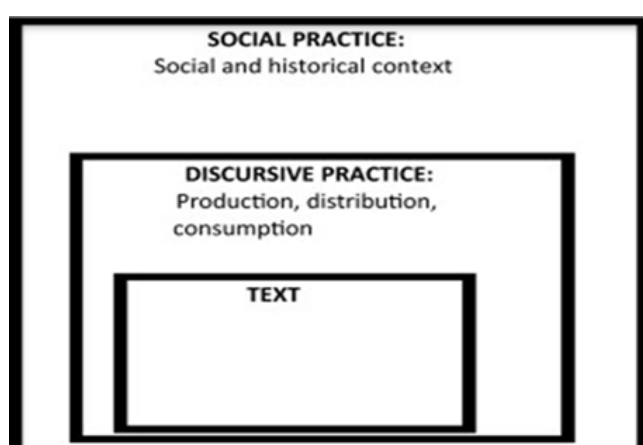 SOCIAL PRACTICE:
Social and historical context
DISCURSIVE PRACTICE:
Production, distribution,
consumption
TEXT